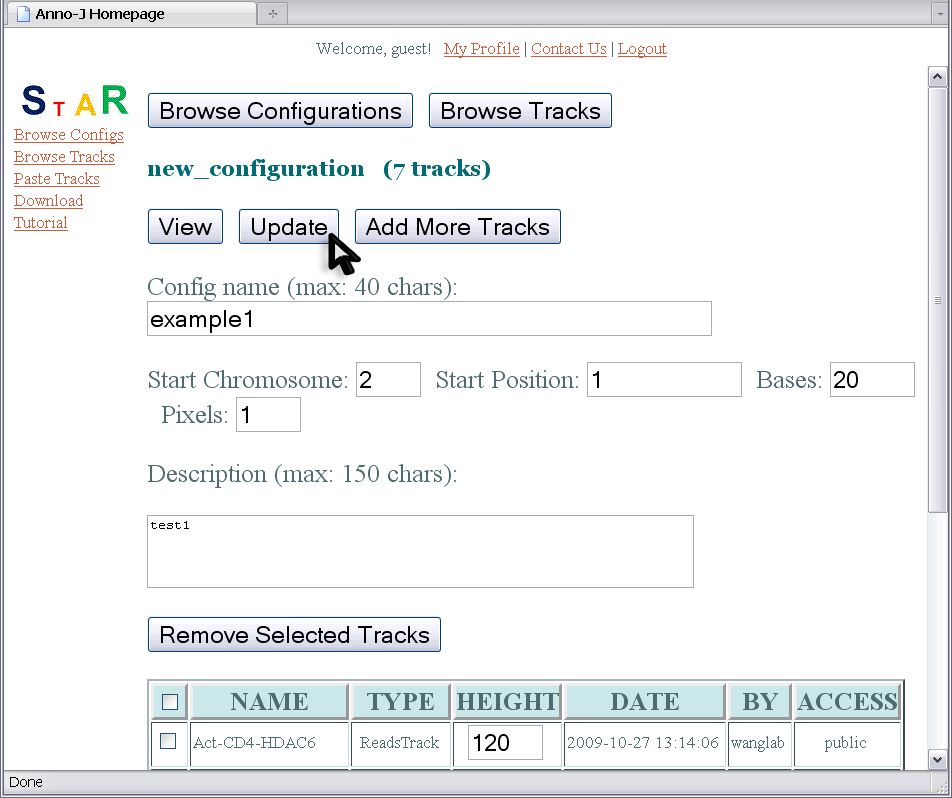 Anno-J Homepage
Welcome, guest! My Profile | Contact Us | Logout
STAR
Browse Configs
Browse Tracks
Paste Tracks
Download
Tutorial
Browse Configurations Browse Tracks
new_configuration (7 tracks)
View Update Add More Tracks
Config name (max: 40 chars):
example1
Start Chromosome: 2 Start Position: 1 Bases: 20
Pixels: 1
Description (max: 150 chars):
test1
Remove Selected Tracks
NAME TYPE HEIGHT DATE BY ACCESS
Act-CD4-HDAC6 ReadsTrack 120 2009-10-27 13:14:06 wanglab public
Done